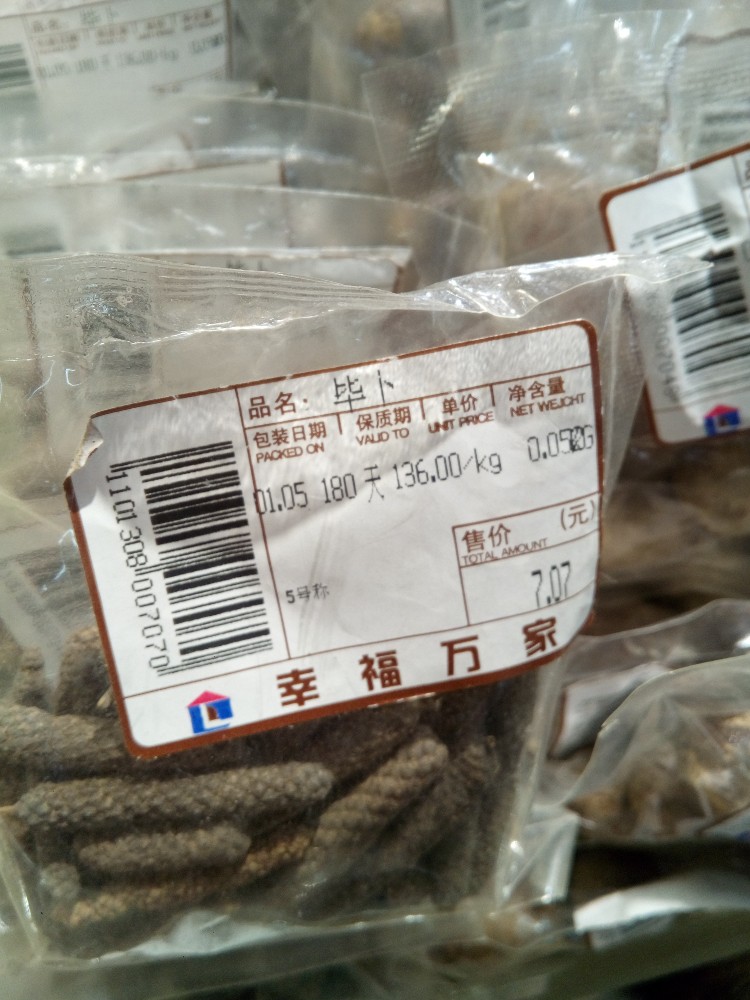 品名: 毕卜
包装日期 保质期 单价 净含量
PACKED ON VALID TO UNIT PRICE NET WEJGHT
01.05 180天 136.00/kg
售价 (元)
TOTAL AMOUNT
7.07
5号称
1101308007070
幸福万家